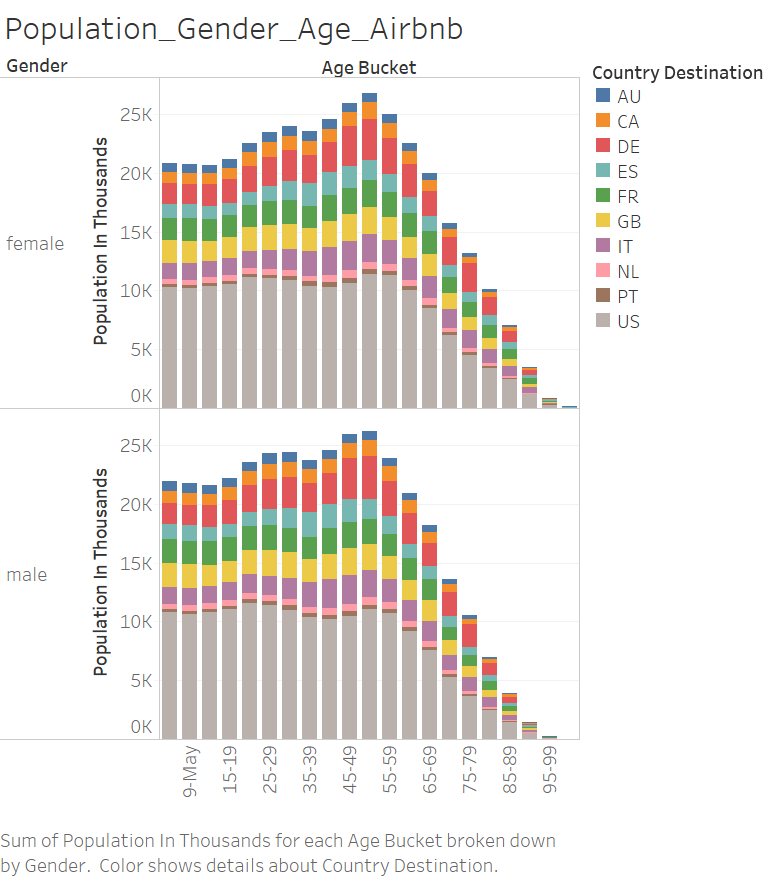 Population_Gender_Age_Airbnb
Gender
Age Bucket
Country Destination
AU
CA
DE
ES
FR
GB
IT
NL
PT
US
female
Population In Thousands
25K
20K
15K
10K
5K
0K
male
Population In Thousands
25K
20K
15K
10K
5K
0K
9-May
15-19
25-29
35-39
45-49
55-59
65-69
75-79
85-89
95-99
Sum of Population In Thousands for each Age Bucket broken down
by Gender. Color shows details about Country Destination.